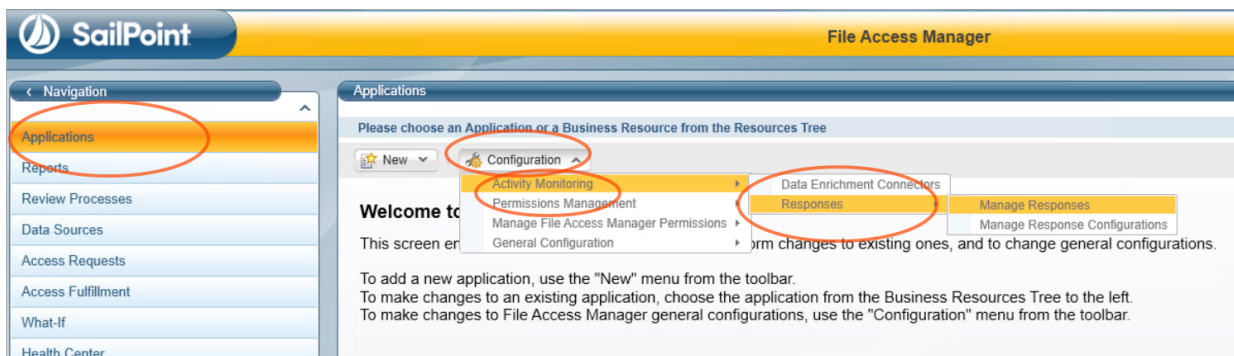 SailPoint
File Access Manager
Navigation
Applications
Reports
Review Processes
Data Sources
Access Requests
Access Fulfillment
What-If
Health Center
Applications
Please choose an Application or a Business Resource from the Resources Tree
New
Configuration
Activity Monitoring
Permissions Management
Manage File Access Manager Permissions
General Configuration
Data Enrichment Connectors
Responses
Manage Responses
Manage Response Configurations
Welcome to
This screen en
orm changes to existing ones, and to change general configurations.
To add a new application, use the "New" menu from the toolbar.
To make changes to an existing application, choose the application from the Business Resources Tree to the left.
To make changes to File Access Manager general configurations, use the "Configuration" menu from the toolbar.